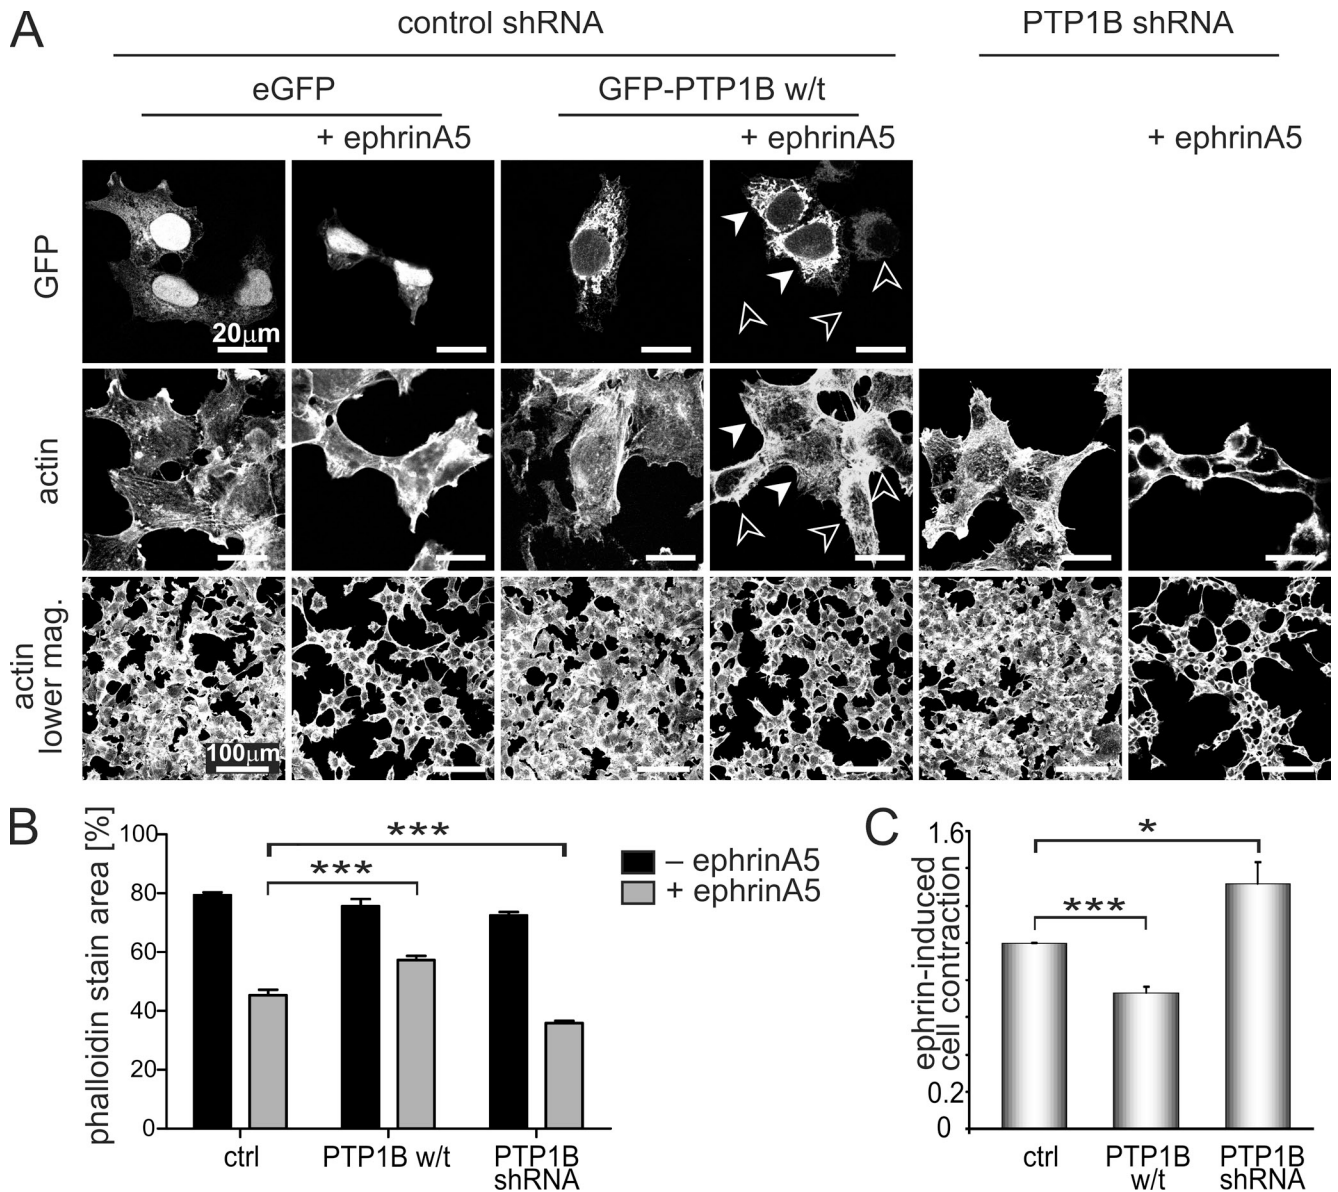 A
control shRNA
PTP1B shRNA
eGFP
GFP-PTP1B w/t
+ ephrinA5
+ ephrinA5
+ ephrinA5
GFP
20µm
actin
actin
lower mag.
100µm
B
phalloidin stain area [%]
100
80
60
40
20
0
***
***
– ephrinA5
+ ephrinA5
ctrl
PTP1B w/t
PTP1B
shRNA
C
ephrin-induced
cell contraction
1.6
0.2
0
*
***
ctrl
PTP1B
w/t
PTP1B
shRNA